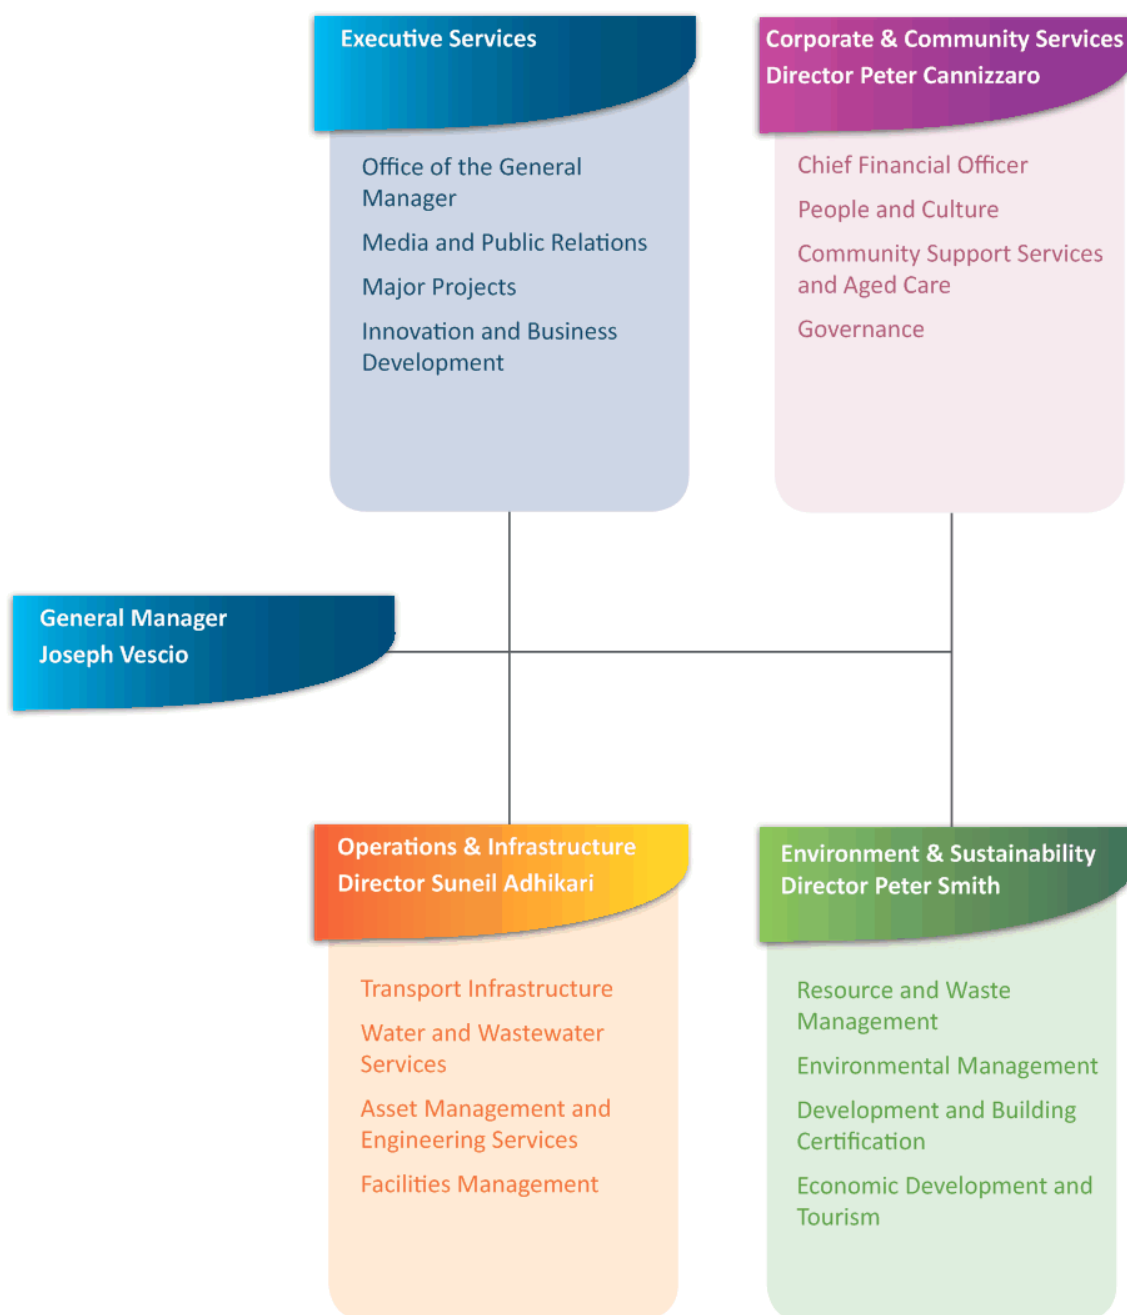 Executive Services
Office of the General
Manager
Media and Public Relations
Major Projects
Innovation and Business
Development
Corporate & Community Services
Director Peter Cannizzaro
Chief Financial Officer
People and Culture
Community Support Services
and Aged Care
Governance
General Manager
Joseph Vescio
Operations & Infrastructure
Director Suneil Adhikari
Transport Infrastructure
Water and Wastewater
Services
Asset Management and
Engineering Services
Facilities Management
Environment & Sustainability
Director Peter Smith
Resource and Waste
Management
Environmental Management
Development and Building
Certification
Economic Development and
Tourism